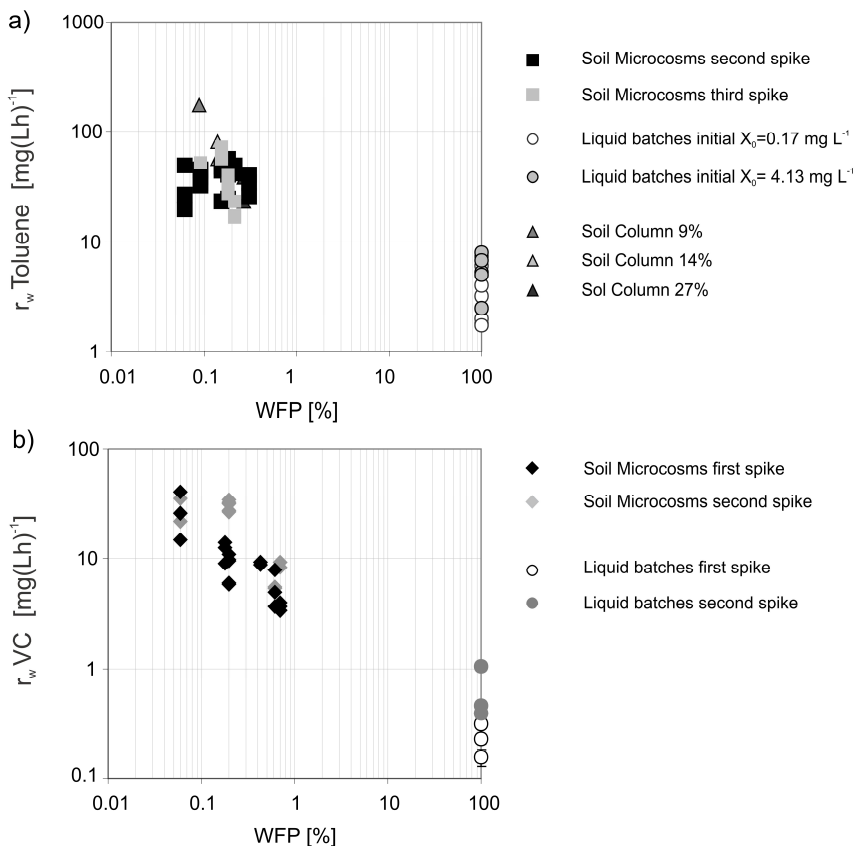 a)
1000
100
10
1
r_w Toluene [mg(Lh)⁻¹]
0.01 0.1 1 10 100
WFP [%]
Soil Microcosms second spike
Soil Microcosms third spike
Liquid batches initial X₀=0.17 mg L⁻¹
Liquid batches initial X₀= 4.13 mg L⁻¹
Soil Column 9%
Soil Column 14%
Sol Column 27%
b)
100
10
1
0.1
r_w VC [mg(Lh)⁻¹]
0.01 0.1 1 10 100
WFP [%]
Soil Microcosms first spike
Soil Microcosms second spike
Liquid batches first spike
Liquid batches second spike